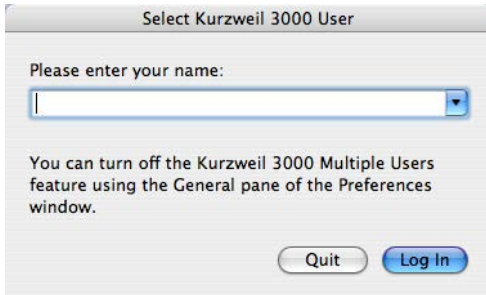 Select Kurzweil 3000 User
Please enter your name:
You can turn off the Kurzweil 3000 Multiple Users
feature using the General pane of the Preferences
window.
Quit
Log In